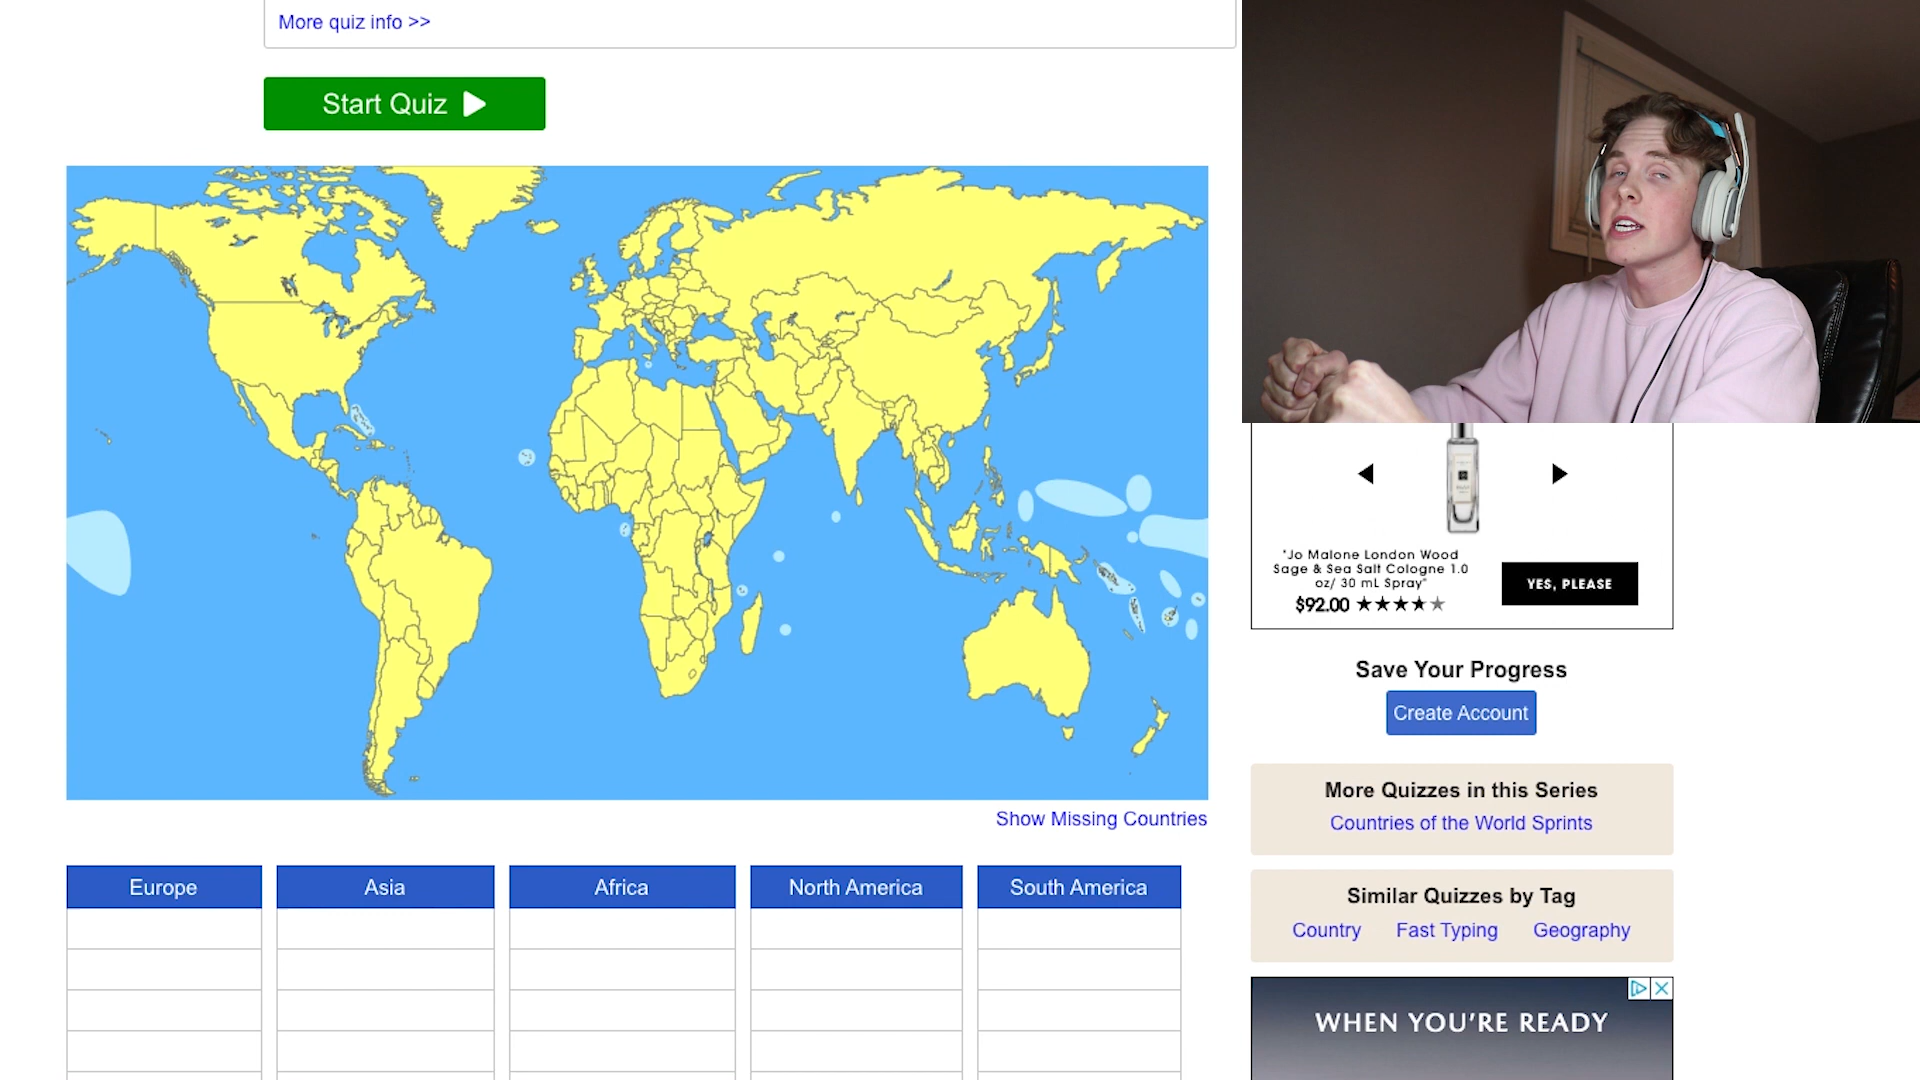 More quiz info >>
Start Quiz
Show Missing Countries
Europe
Asia
Africa
North America
South America
"Jo Malone London Wood
Sage & Sea Salt Cologne 1.0
oz/ 30 mL Spray"
$92.00
YES, PLEASE
Save Your Progress
Create Account
More Quizzes in this Series
Countries of the World Sprints
Similar Quizzes by Tag
Country Fast Typing Geography
WHEN YOU'RE READY